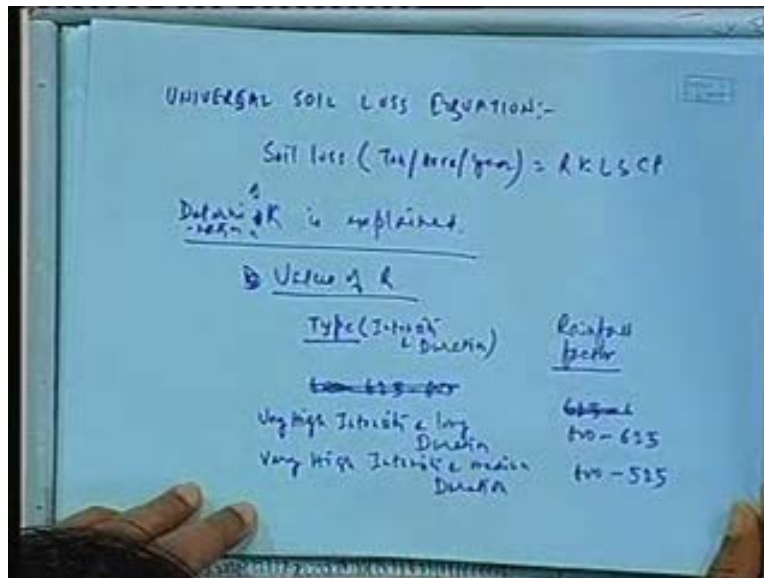 UNIVERSAL SOIL LOSS EQUATION:-
Soil loss (Ton/Acre/year) = RKLSCP
K is explained.
Value of R
Type (Intensity & Duration) Rainfall factor
Very High Intensity & long Duration - 625
Very High Intensity & medium Duration - 525